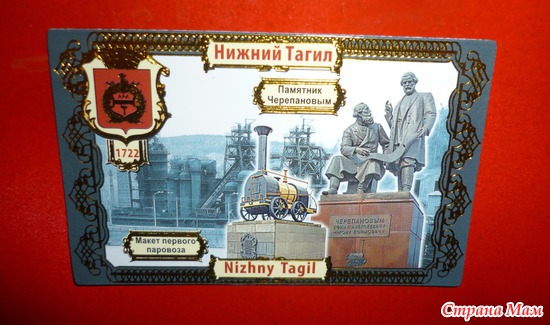 Нижний Тагил
Памятник
Черепановым
1722
ЧЕРЕПАНОВЫМ
Макет первого
паровоза
Nizhny Tagil
Страна Мам